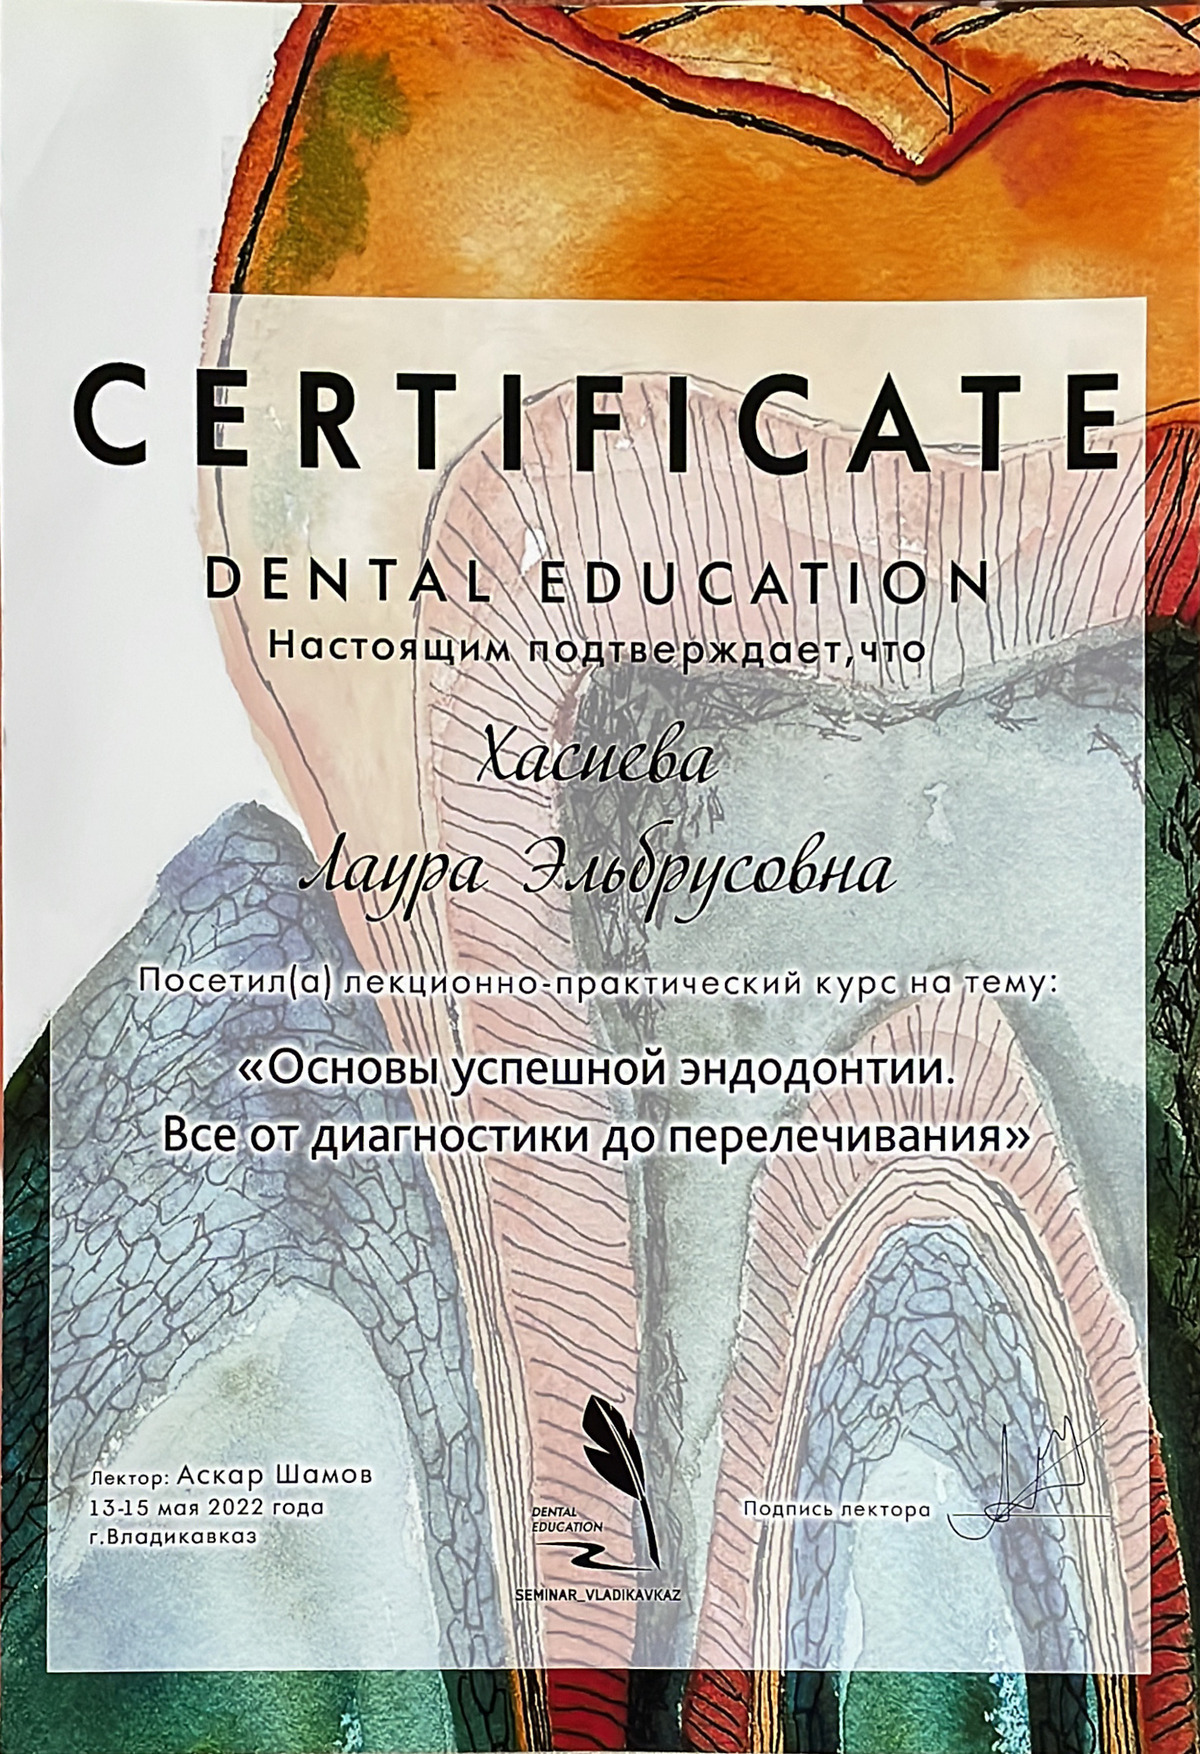 CERTIFICATE
DENTAL EDUCATION
Настоящим подтверждает,что
Хасиева
Лаура Эльбрусовна
Посетил(а) лекционно-практический курс на тему:
«Основы успешной эндодонтии.
Все от диагностики до перелечивания»
Лектор: Аскар Шамов
13-15 мая 2022 года
г.Владикавказ
DENTAL
EDUCATION
SEMINAR_VLADIKAVKAZ
Подпись лектора